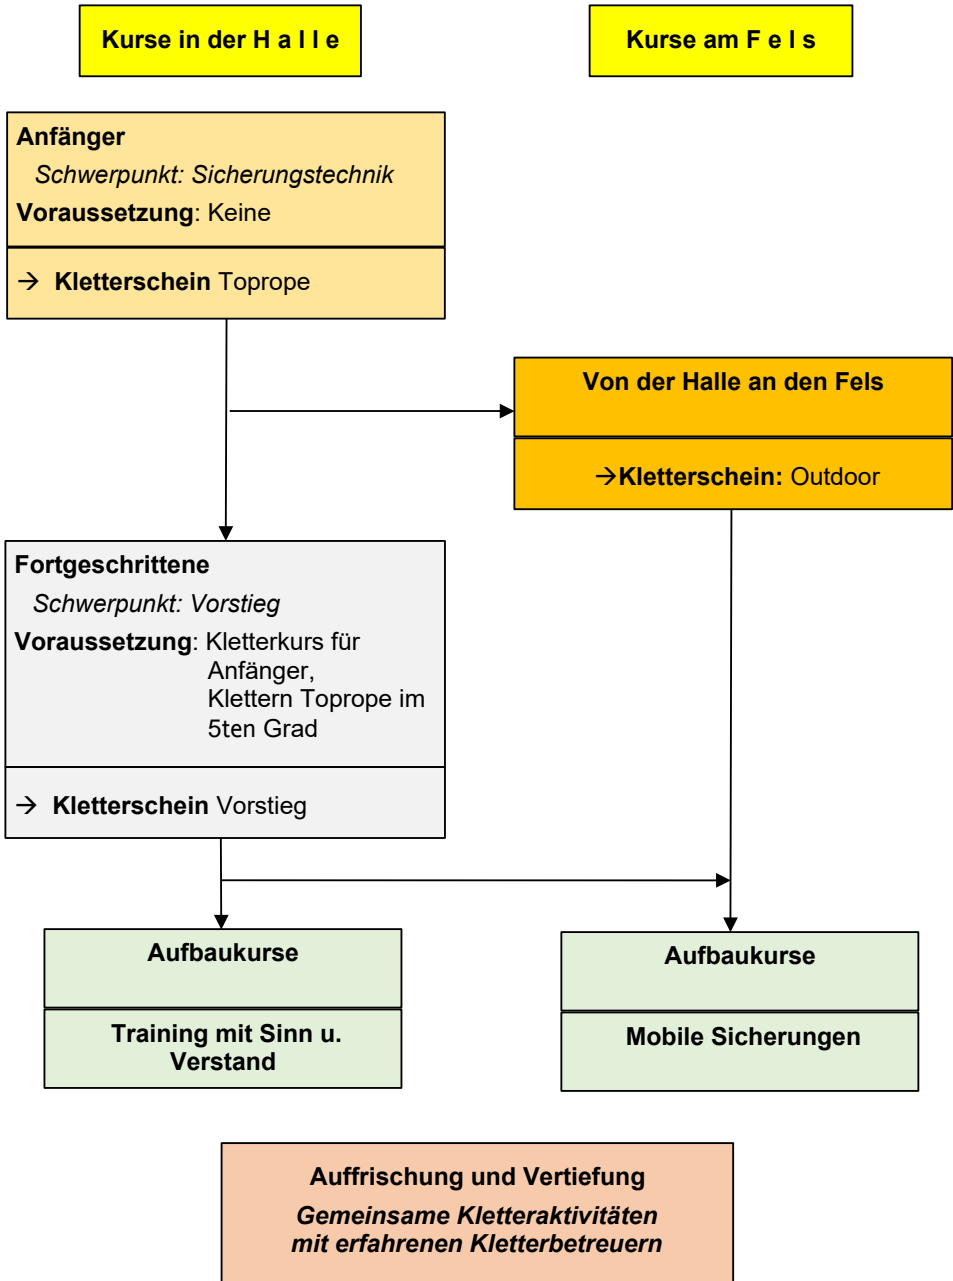 Kurse in der H a l l e
Kurse am F e l s
Anfänger
Schwerpunkt: Sicherungstechnik
Voraussetzung: Keine
→ Kletterschein Toprope
Von der Halle an den Fels
→Kletterschein: Outdoor
Fortgeschrittene
Schwerpunkt: Vorstieg
Voraussetzung: Kletterkurs für
Anfänger,
Klettern Toprope im
5ten Grad
→ Kletterschein Vorstieg
Aufbaukurse
Training mit Sinn u.
Verstand
Aufbaukurse
Mobile Sicherungen
Auffrischung und Vertiefung
Gemeinsame Kletteraktivitäten
mit erfahrenen Kletterbetreuern